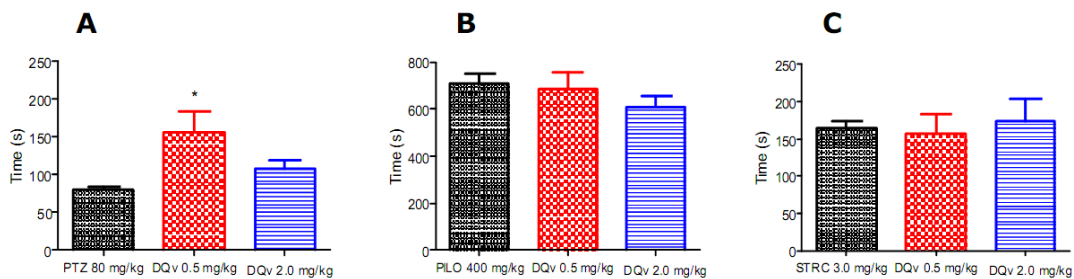 A
B
C
Time (s)
250
200
150
100
50
0
*
PTZ 80 mg/kg DQv 0.5 mg/kg DQv 2.0 mg/kg
Time (s)
800
600
400
200
0
PILO 400 mg/kg DQv 0.5 mg/kg DQv 2.0 mg/kg
Time (s)
250
200
150
100
50
0
STRC 3.0 mg/kg DQv 0.5 mg/kg DQv 2.0 mg/kg